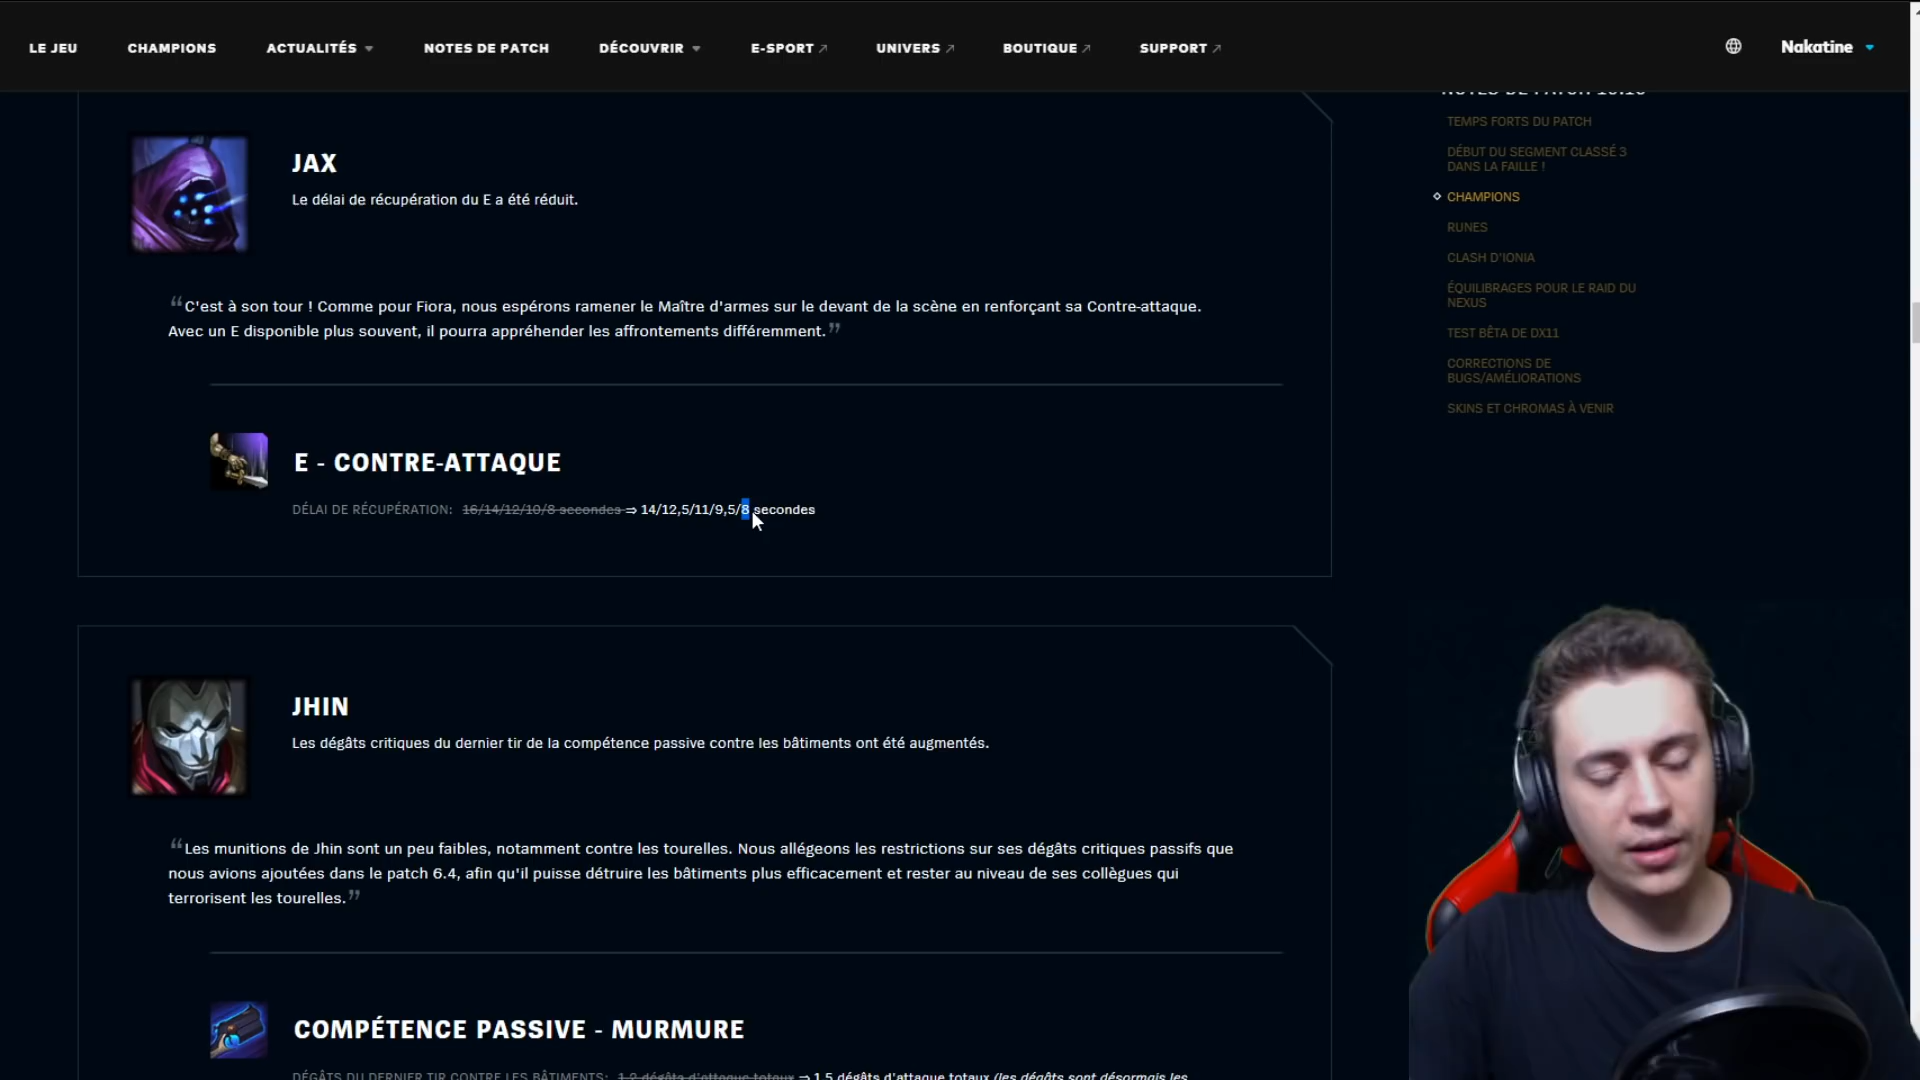 LE JEU
CHAMPIONS
ACTUALITÉS
NOTES DE PATCH
DÉCOUVRIR
E-SPORT
UNIVERS
BOUTIQUE
SUPPORT
Nakatine
JAX
Le délai de récupération du E a été réduit.
“C'est à son tour ! Comme pour Fiora, nous espérons ramener le Maître d'armes sur le devant de la scène en renforçant sa Contre-attaque.
Avec un E disponible plus souvent, il pourra appréhender les affrontements différemment.”
E - CONTRE-ATTAQUE
DÉLAI DE RÉCUPÉRATION: 16/14/12/10/8 secondes ⇒ 14/12,5/11/9,5/8 secondes
JHIN
Les dégâts critiques du dernier tir de la compétence passive contre les bâtiments ont été augmentés.
“Les munitions de Jhin sont un peu faibles, notamment contre les tourelles. Nous allégeons les restrictions sur ses dégâts critiques passifs que
nous avions ajoutées dans le patch 6.4, afin qu'il puisse détruire les bâtiments plus efficacement et rester au niveau de ses collègues qui
terrorisent les tourelles.”
COMPÉTENCE PASSIVE - MURMURE
DÉGÂTS DU DERNIER TIR CONTRE LES BÂTIMENTS: 1,2 dégâts d'attaque totaux ⇒ 1,5 dégâts d'attaque totaux (les dégâts sont désormais les
NOTES DE PATCH
TEMPS FORTS DU PATCH
DÉBUT DU SEGMENT CLASSÉ 3
DANS LA FAILLE !
CHAMPIONS
RUNES
CLASH D'IONIA
ÉQUILIBRAGES POUR LE RAID DU
NEXUS
TEST BÊTA DE DX11
CORRECTIONS DE
BUGS/AMÉLIORATIONS
SKINS ET CHROMAS À VENIR